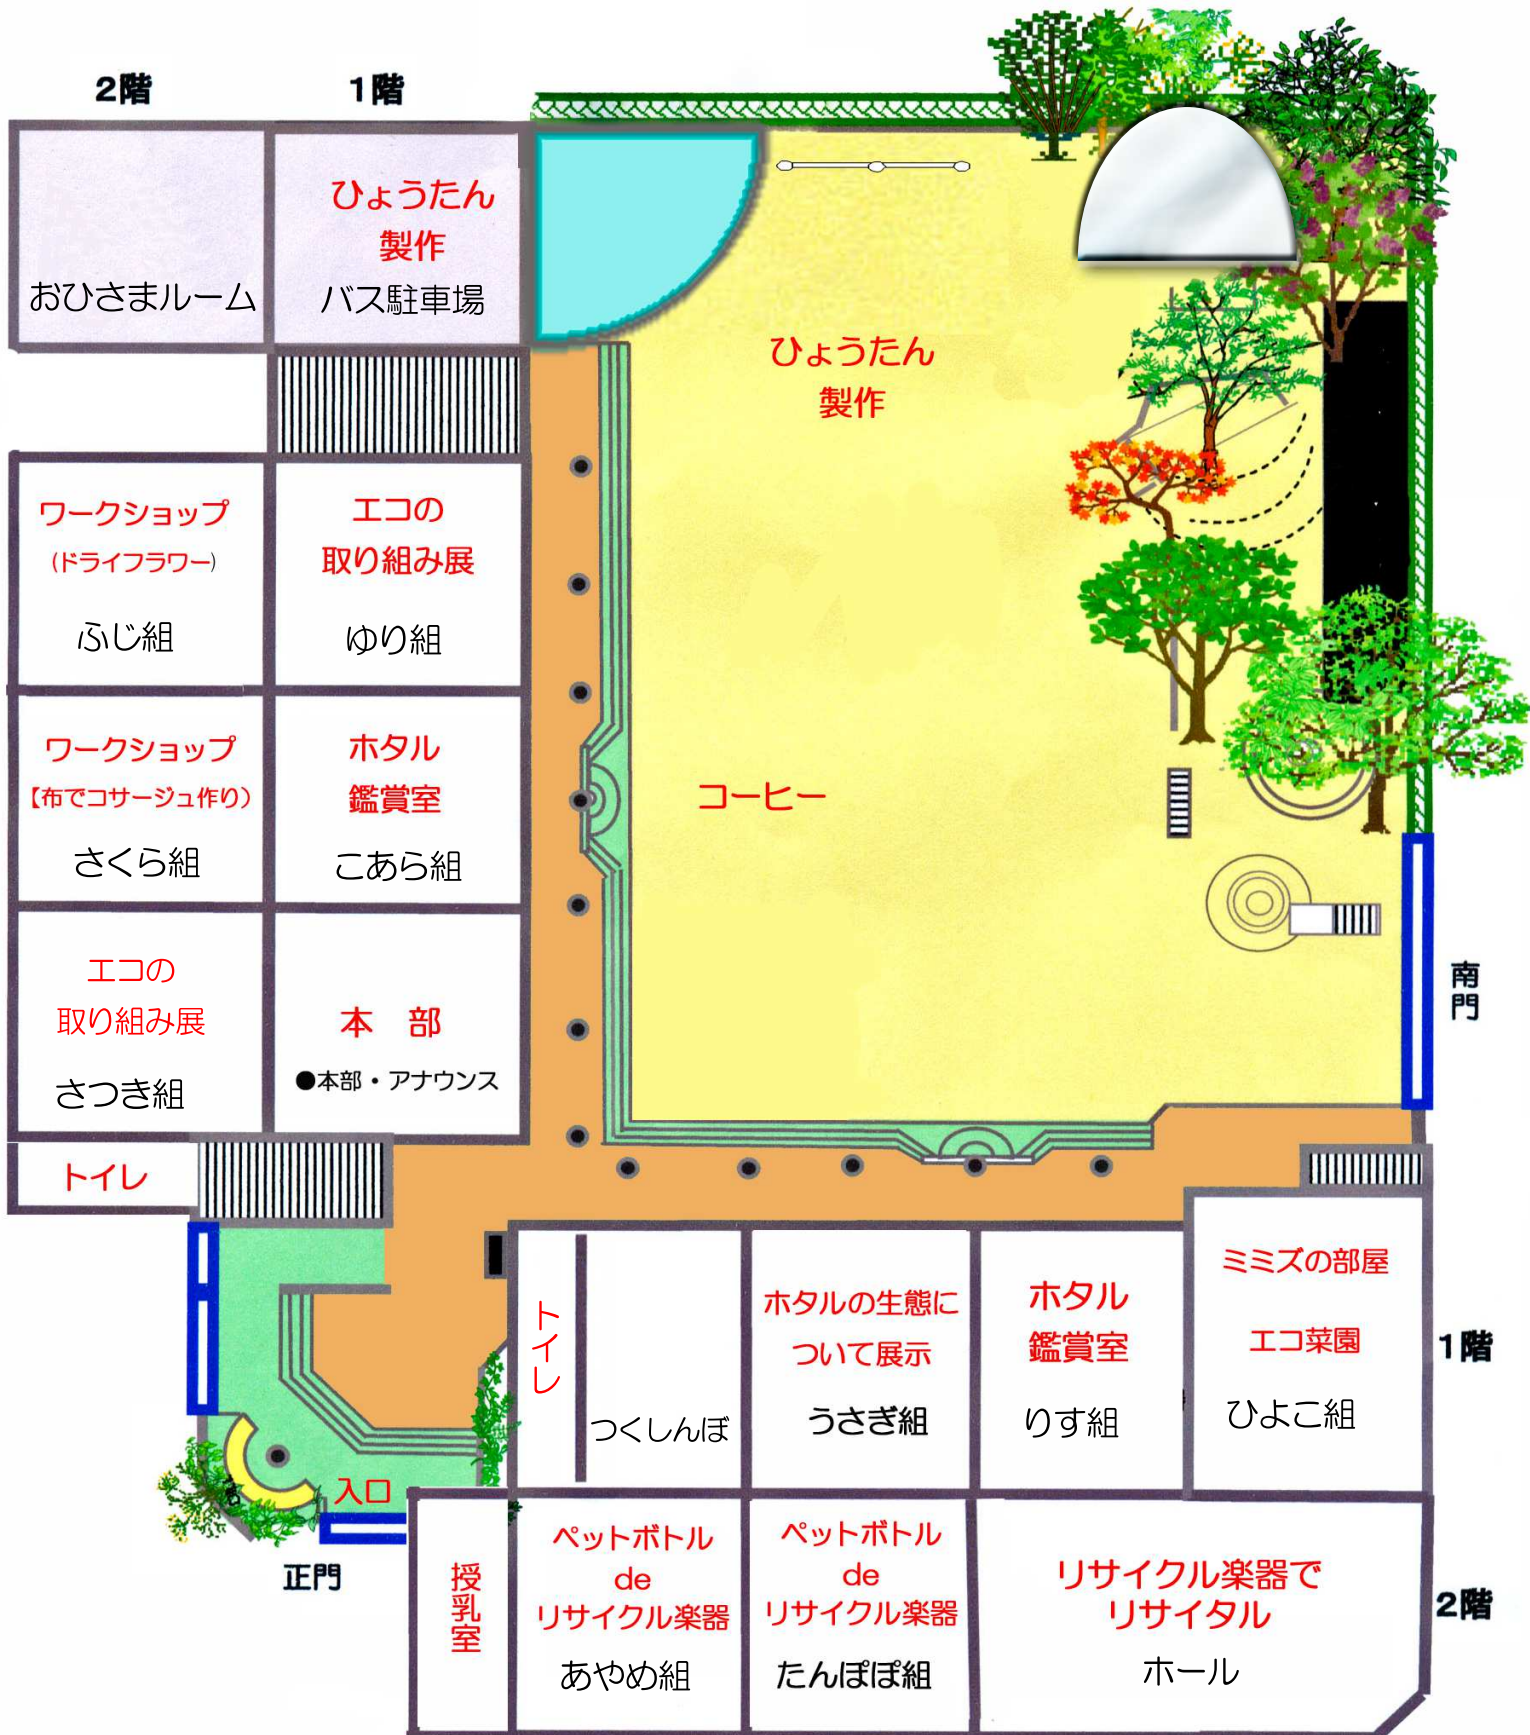 2階
1階
ひょうたん
製作
おひさまルーム
バス駐車場
ひょうたん
製作
ワークショップ
(ドライフラワー)
ふじ組
エコの
取り組み展
ゆり組
ワークショップ
【布でコサージュ作り)
さくら組
ホタル
鑑賞室
こあら組
コーヒー
エコの
取り組み展
さつき組
本 部
●本部・アナウンス
南門
トイレ
トイレ
つくしんぼ
ホタルの生態に
ついて展示
うさぎ組
ホタル
鑑賞室
りす組
ミミズの部屋
エコ菜園
ひよこ組
1階
入口
正門
授乳室
ペットボトル
de
リサイクル楽器
あやめ組
ペットボトル
de
リサイクル楽器
たんぽぽ組
リサイクル楽器で
リサイタル
ホール
2階